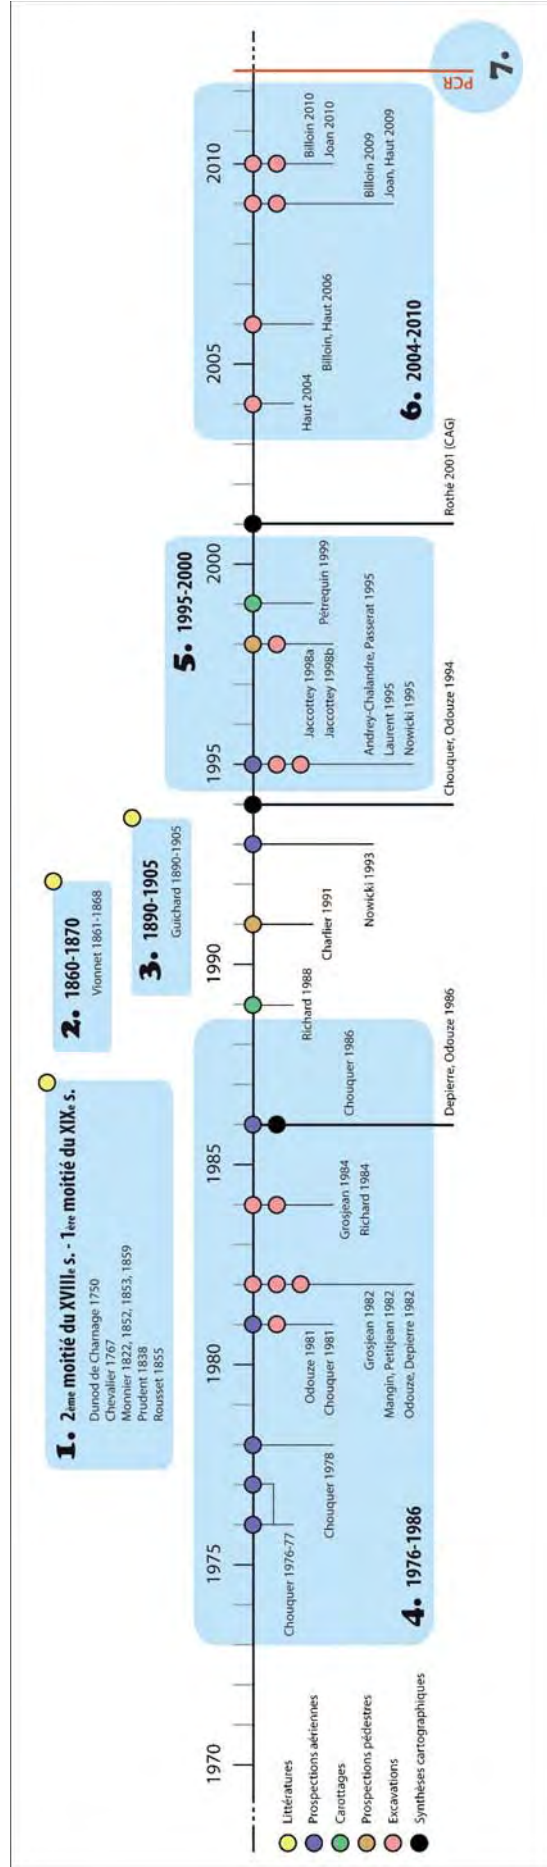 1. 2ème moitié du XVIIIe s. - 1ère moitié du XIXe s.
Dunod de Charnage 1750
Chevalier 1767
Monnier 1822, 1852, 1853, 1859
Prudent 1838
Rousset 1855
2. 1860-1870
Vionnet 1861-1868
3. 1890-1905
Guichard 1890-1905
5. 1995-2000
1970
1975
1980
1985
1990
1995
2000
2005
2010
Chouquer 1976-77
Chouquer 1978
Odouze 1981
Chouquer 1981
Grosjean 1982
Mangin, Petitjean 1982
Odouze, Depierre 1982
Grosjean 1984
Richard 1984
Chouquer 1986
Depierre, Odouze 1986
4. 1976-1986
Richard 1988
Charlier 1991
Nowicki 1993
Chouquer, Odouze 1994
Andrey-Chalandre, Passerat 1995
Laurent 1995
Nowicki 1995
Jaccottey 1998a
Jaccottey 1998b
Pétrequin 1999
Rothé 2001 (CAG)
Haut 2004
Billoin, Haut 2006
Billoin 2009
Joan, Haut 2009
Billoin 2010
Joan 2010
6. 2004-2010
PCR
7.
Littératures
Prospections aériennes
Carottages
Prospections pédestres
Excavations
Synthèses cartographiques